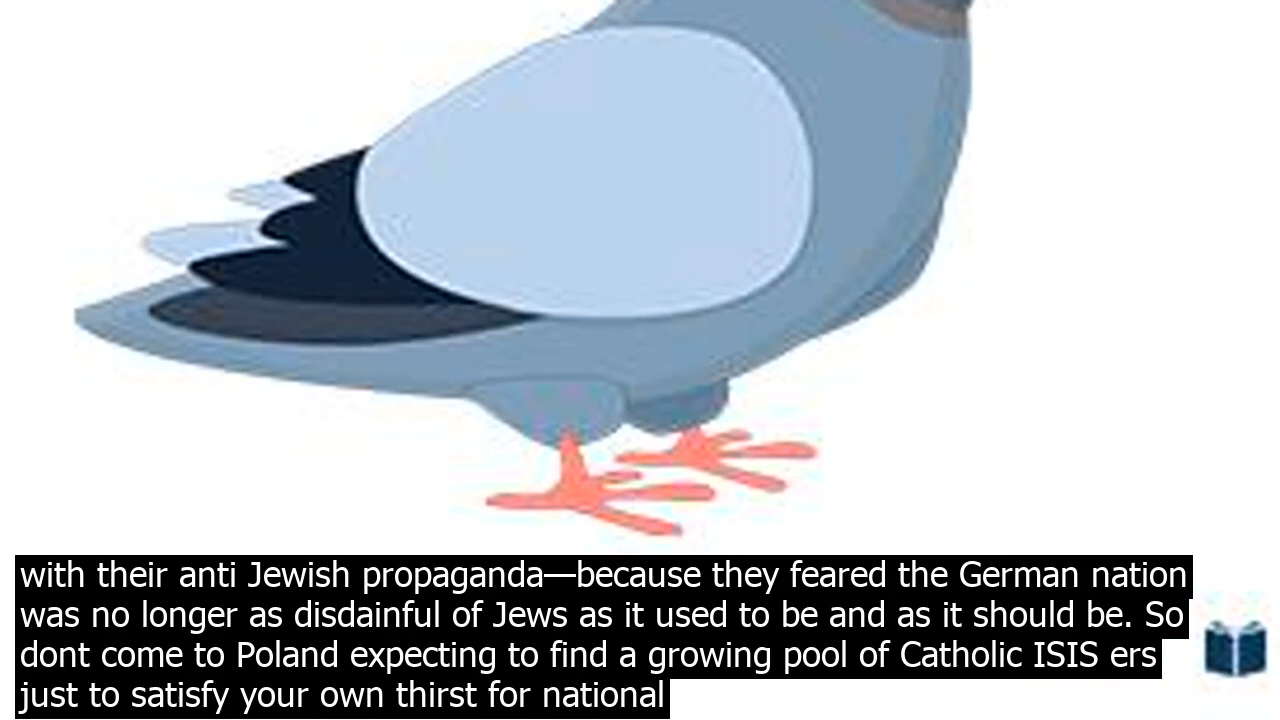 with their anti Jewish propaganda—because they feared the German nation
was no longer as disdainful of Jews as it used to be and as it should be. So
dont come to Poland expecting to find a growing pool of Catholic ISIS ers
just to satisfy your own thirst for national